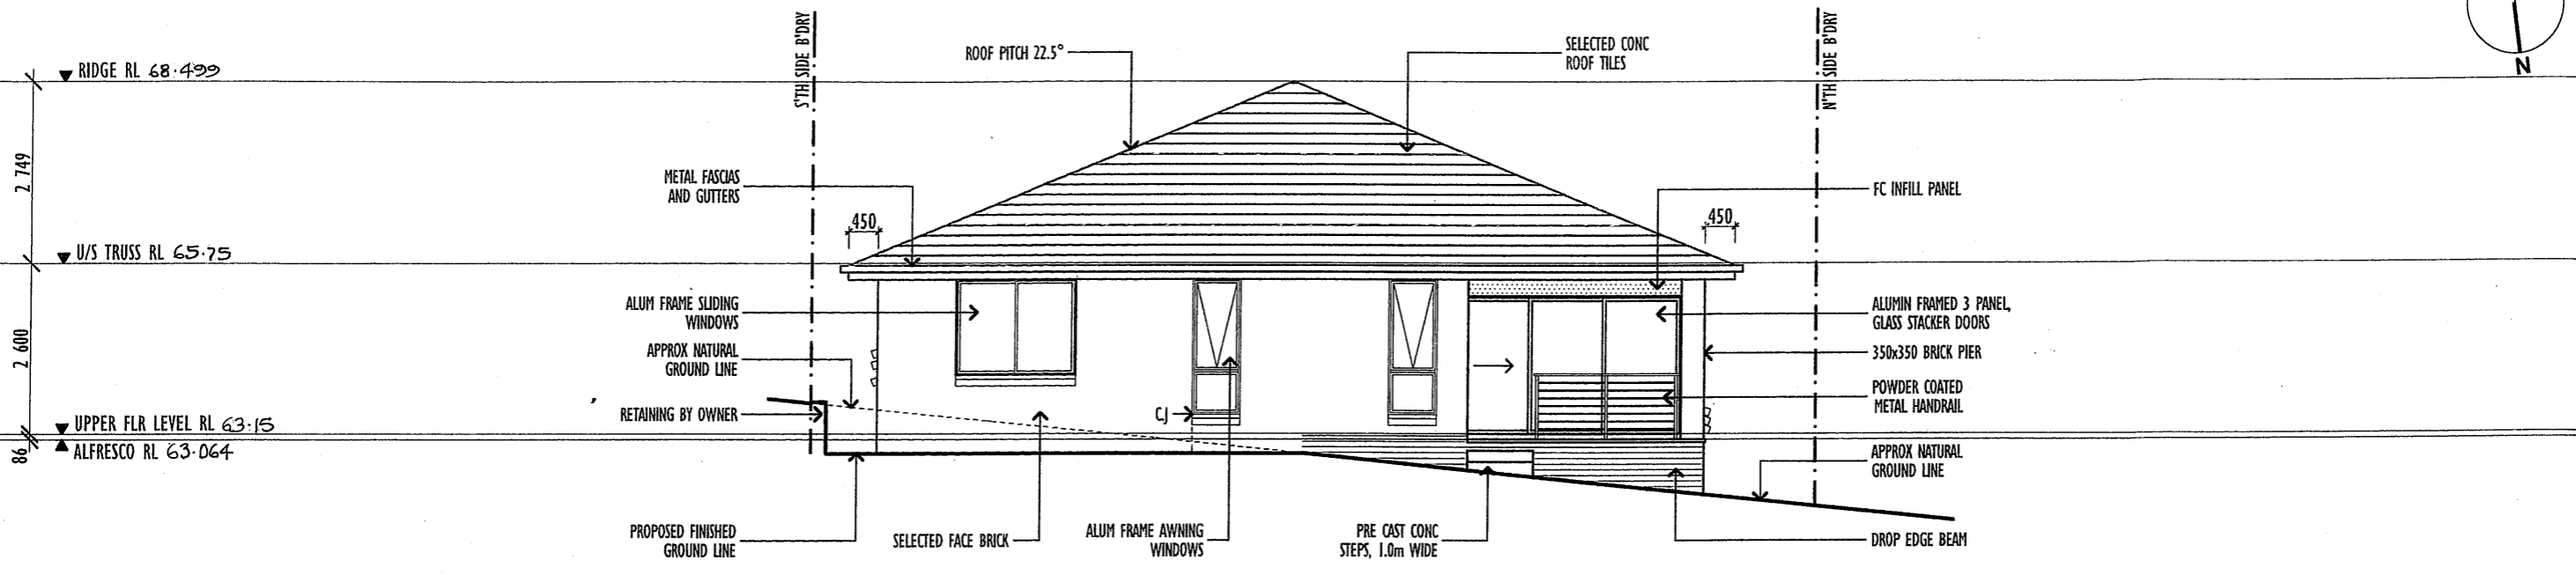 S'TH SIDE B'DRY
N'TH SIDE B'DRY
N
ROOF PITCH 22.5°
SELECTED CONC
ROOF TILES
RIDGE RL 68.499
2 749
METAL FASCIAS
AND GUTTERS
FC INFILL PANEL
450
450
U/S TRUSS RL 65.75
ALUM FRAME SLIDING
WINDOWS
ALUMIN FRAMED 3 PANEL,
GLASS STACKER DOORS
2 600
APPROX NATURAL
GROUND LINE
350x350 BRICK PIER
POWDER COATED
METAL HANDRAIL
RETAINING BY OWNER
CJ
UPPER FLR LEVEL RL 63.15
86
ALFRESCO RL 63.064
APPROX NATURAL
GROUND LINE
PROPOSED FINISHED
GROUND LINE
SELECTED FACE BRICK
ALUM FRAME AWNING
WINDOWS
PRE CAST CONC
STEPS, 1.0m WIDE
DROP EDGE BEAM